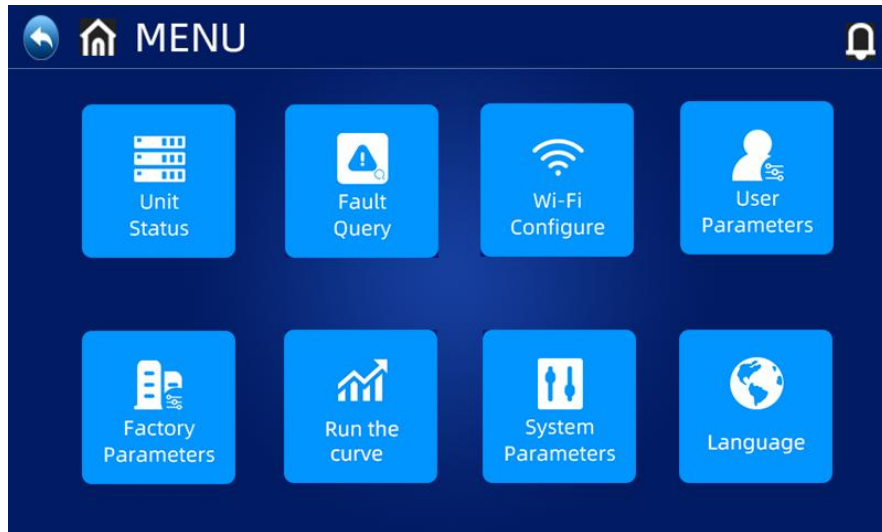 MENU
Unit
Status
Fault
Query
Wi-Fi
Configure
User
Parameters
Factory
Parameters
Run the
curve
System
Parameters
Language